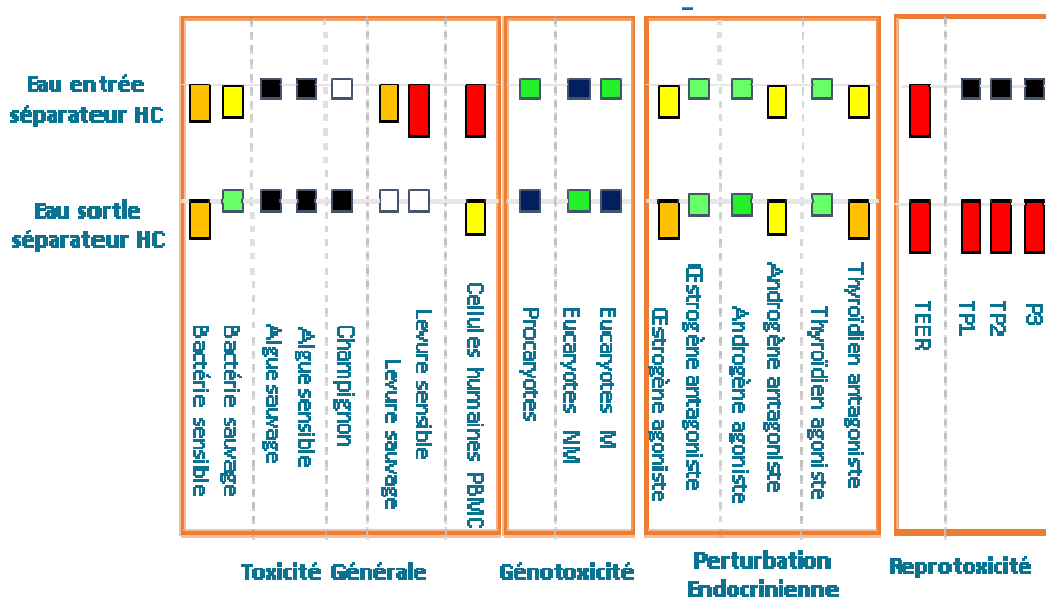 Eau entrée
séparateur HC
Eau sortie
séparateur HC
Bactérie sensible
Bactérie sauvage
Algue sauvage
Algue sensible
Champignon
Levure sauvage
Levure sensible
Cellules humaines PBMC
Procaryotes
Eucaryotes NM
Eucaryotes M
Œstrogène agoniste
Œstrogène antagoniste
Androgène agoniste
Androgène antagoniste
Thyroïdien agoniste
Thyroïdien antagoniste
TEER
TP1
TP2
Toxicité Générale
Génotoxicité
Perturbation
Endocrinienne
Reprotoxicité